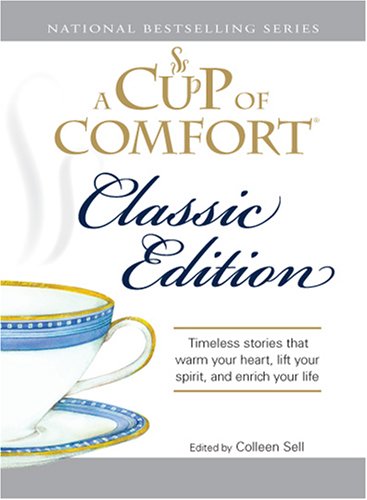 NATIONAL BESTSELLING SERIES
A CUP OF
COMFORT®
Classic
Edition
Timeless stories that
warm your heart, lift your
spirit, and enrich your life
Edited by Colleen Sell